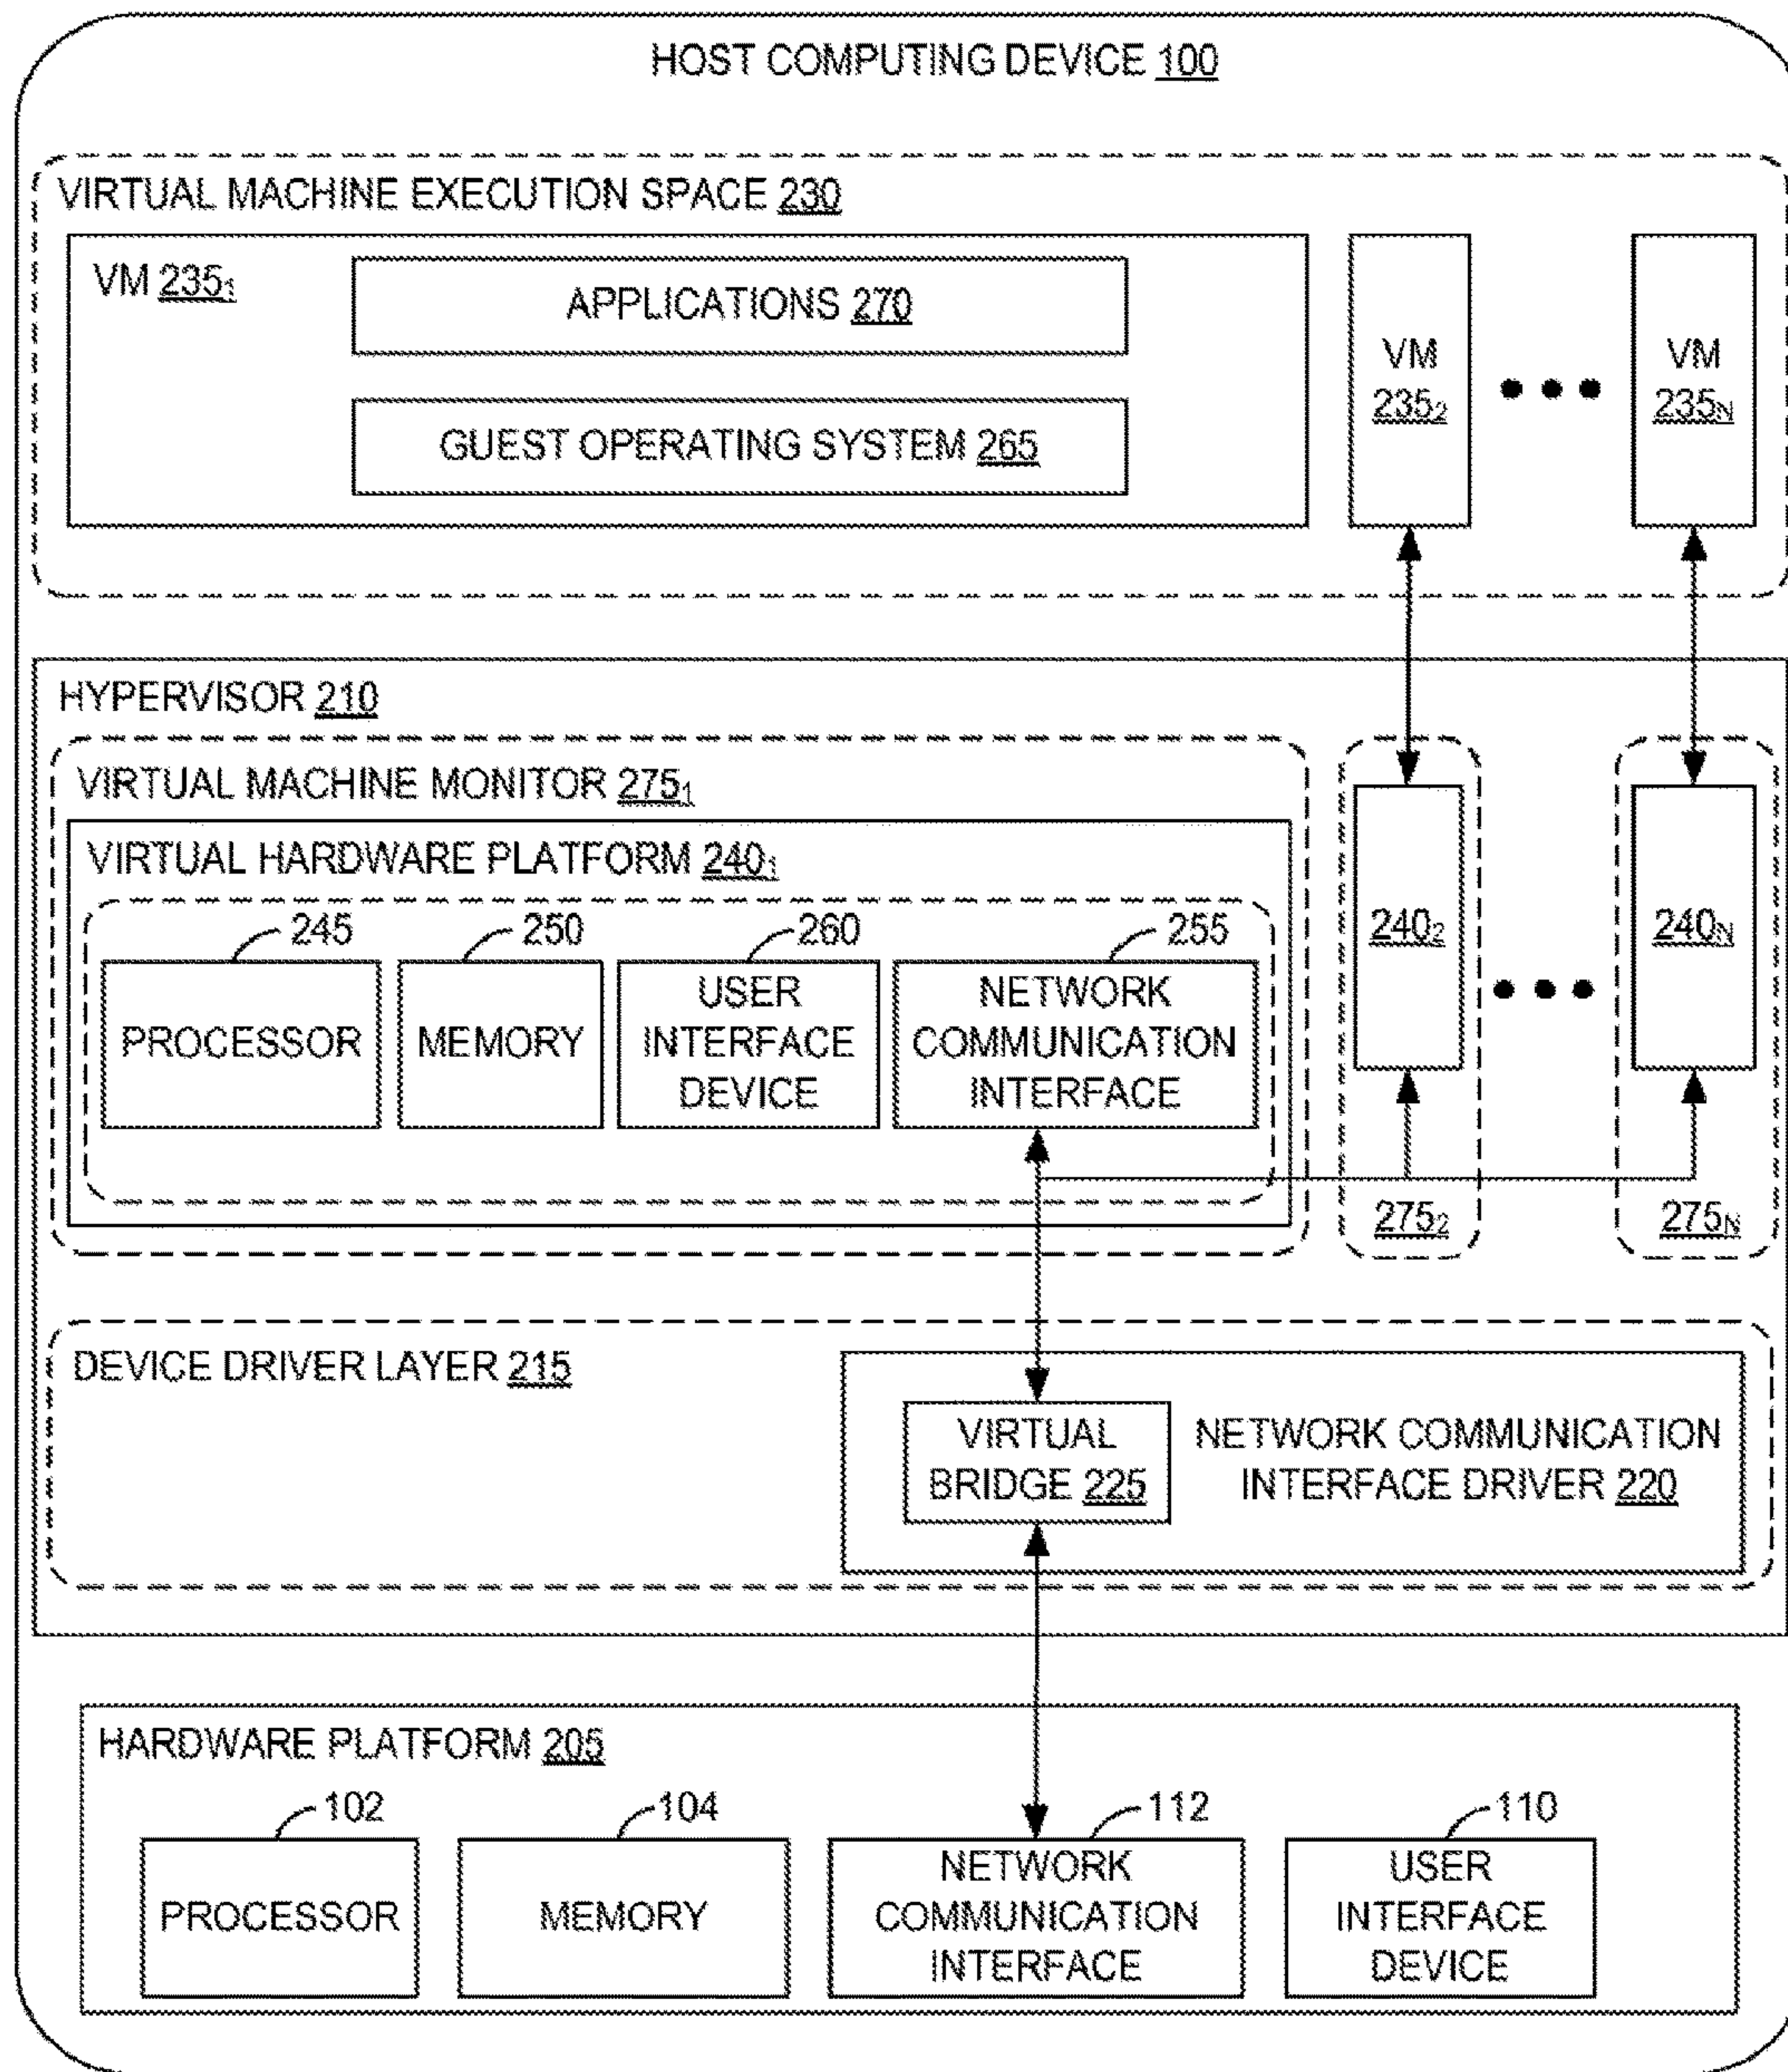 HOST COMPUTING DEVICE 100
VIRTUAL MACHINE EXECUTION SPACE 230
VM 235₁
APPLICATIONS 270
GUEST OPERATING SYSTEM 265
VM
235₂
VM
235N
HYPERVISOR 210
VIRTUAL MACHINE MONITOR 275₁
VIRTUAL HARDWARE PLATFORM 240₁
245
250
260
255
PROCESSOR
MEMORY
USER
INTERFACE
DEVICE
NETWORK
COMMUNICATION
INTERFACE
240₂
240N
275₂
275N
DEVICE DRIVER LAYER 215
VIRTUAL
BRIDGE 225
NETWORK COMMUNICATION
INTERFACE DRIVER 220
HARDWARE PLATFORM 205
102
104
112
110
PROCESSOR
MEMORY
NETWORK
COMMUNICATION
INTERFACE
USER
INTERFACE
DEVICE